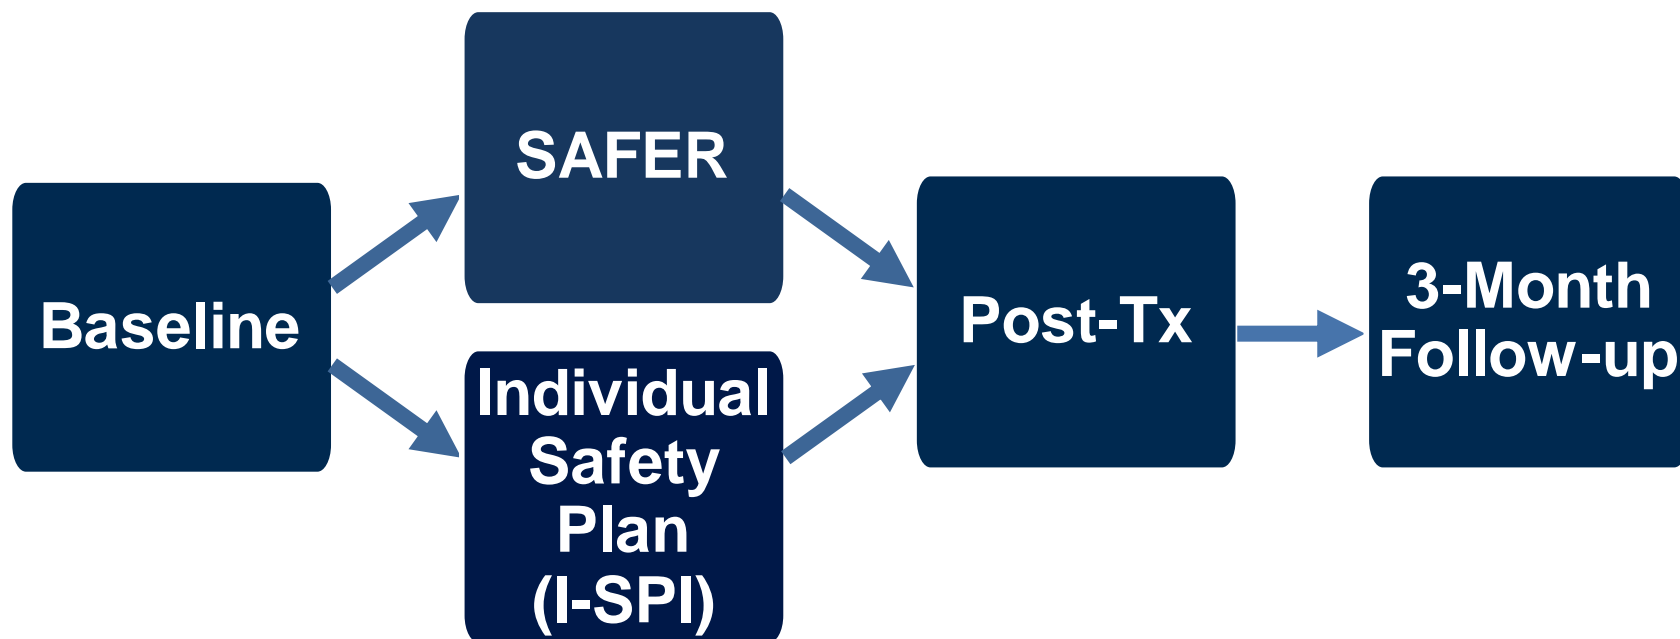 Baseline
SAFER
Individual
Safety
Plan
(I-SPI)
Post-Tx
3-Month
Follow-up